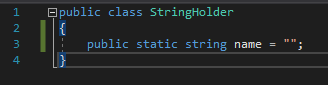 1 public class StringHolder
2 {
3 public static string name = "";
4 }